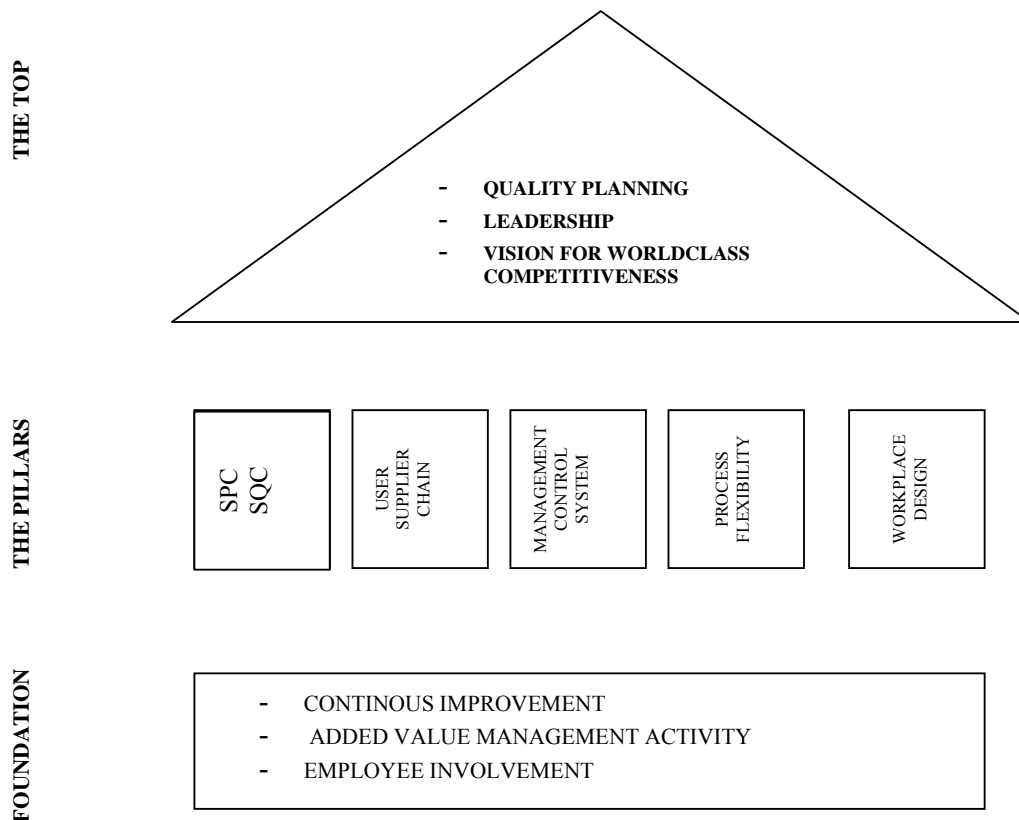 THE TOP
- QUALITY PLANNING
- LEADERSHIP
- VISION FOR WORLDCLASS
COMPETITIVENESS
THE PILLARS
SPC
SQC
USER
SUPPLIER
CHAIN
MANAGEMENT
CONTROL
SYSTEM
PROCESS
FLEXIBILITY
WORKPLACE
DESIGN
FOUNDATION
- CONTINOUS IMPROVEMENT
- ADDED VALUE MANAGEMENT ACTIVITY
- EMPLOYEE INVOLVEMENT